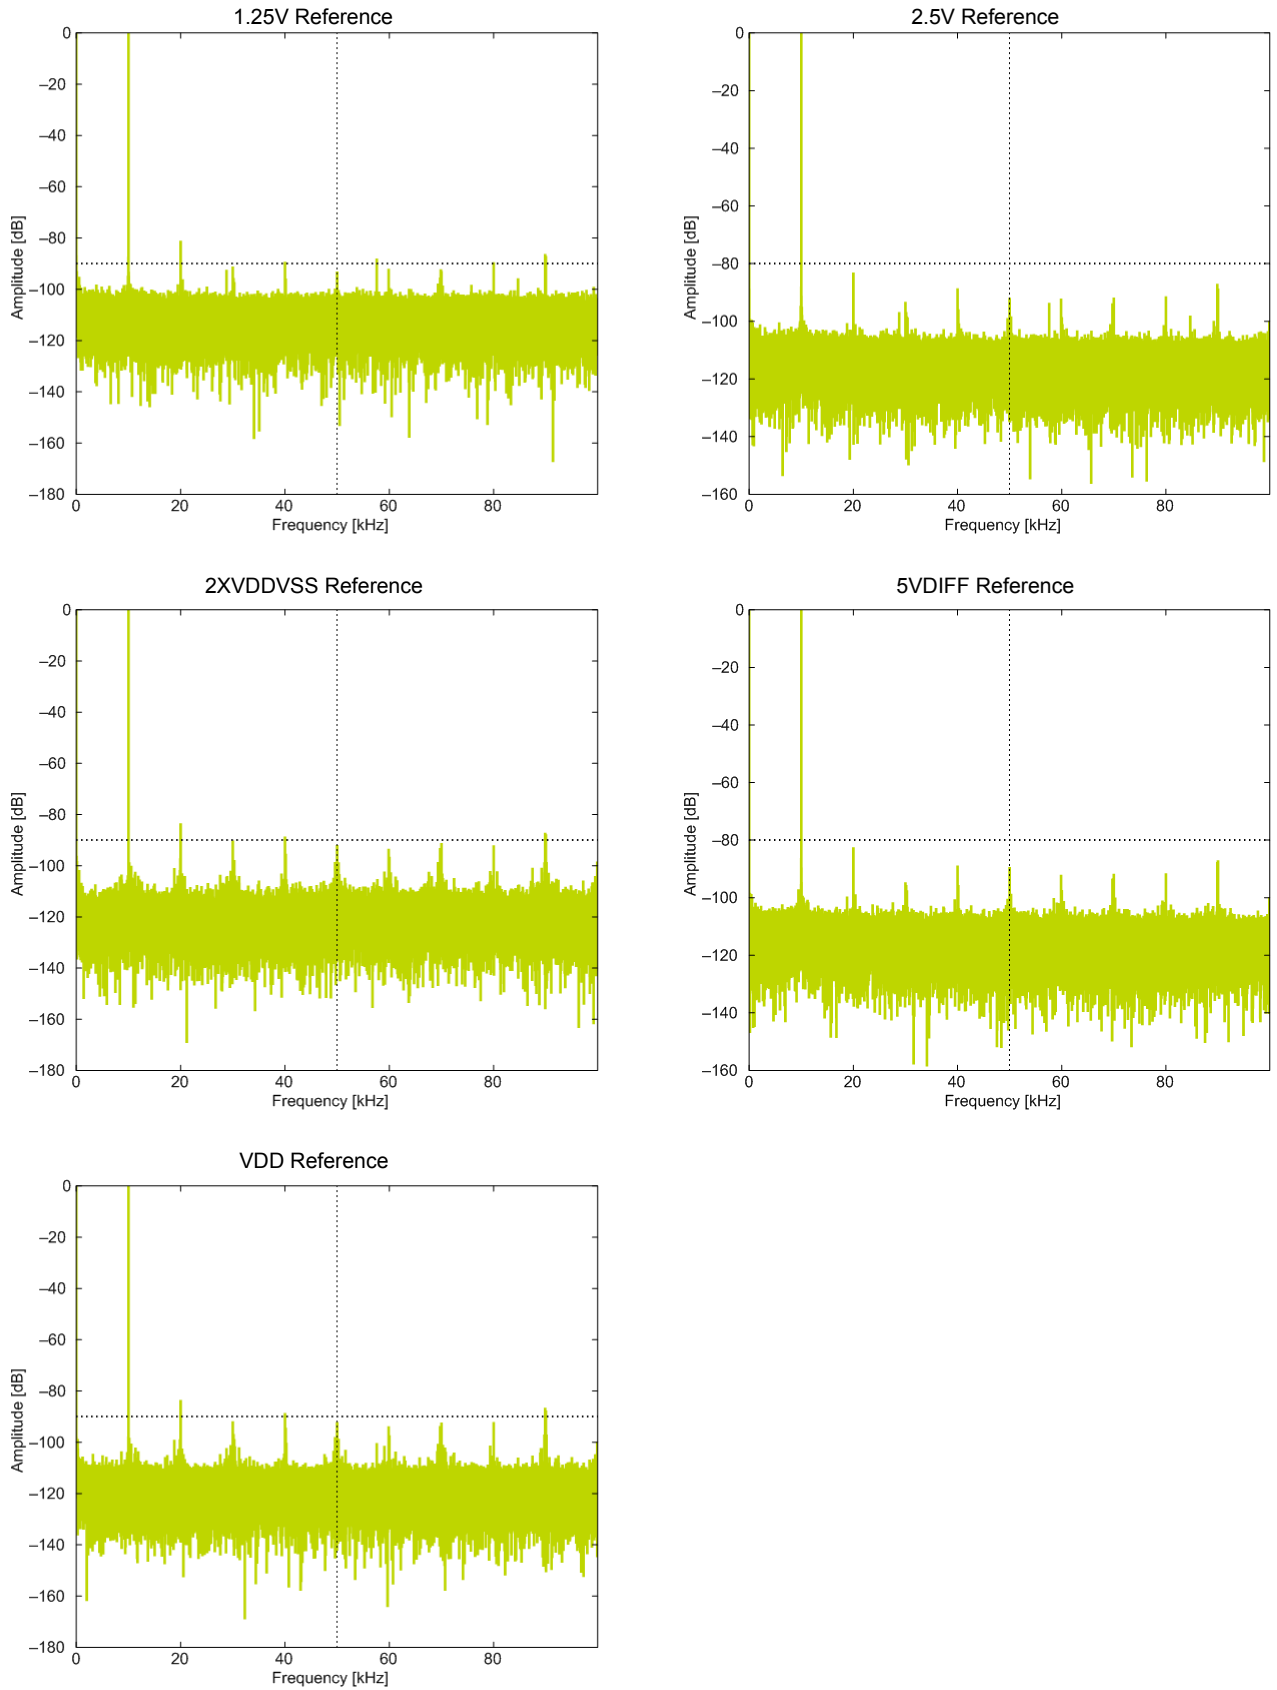 1.25V Reference
0
–20
–40
–60
–80
–100
–120
–140
–160
–180
Amplitude [dB]
0 20 40 60 80
Frequency [kHz]
2.5V Reference
0
–20
–40
–60
–80
–100
–120
–140
–160
Amplitude [dB]
0 20 40 60 80
Frequency [kHz]
2XVDDVSS Reference
0
–20
–40
–60
–80
–100
–120
–140
–160
–180
Amplitude [dB]
0 20 40 60 80
Frequency [kHz]
5VDIFF Reference
0
–20
–40
–60
–80
–100
–120
–140
–160
Amplitude [dB]
0 20 40 60 80
Frequency [kHz]
VDD Reference
0
–20
–40
–60
–80
–100
–120
–140
–160
–180
Amplitude [dB]
0 20 40 60 80
Frequency [kHz]